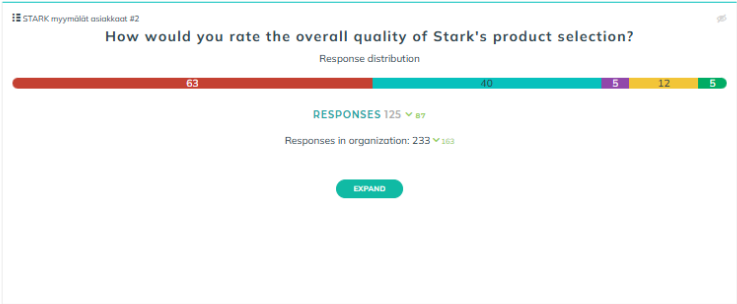 STARK myymälät asiakkaat #2
How would you rate the overall quality of Stark's product selection?
Response distribution
63 40 5 12 5
RESPONSES 125 87
Responses in organization: 233 163
EXPAND